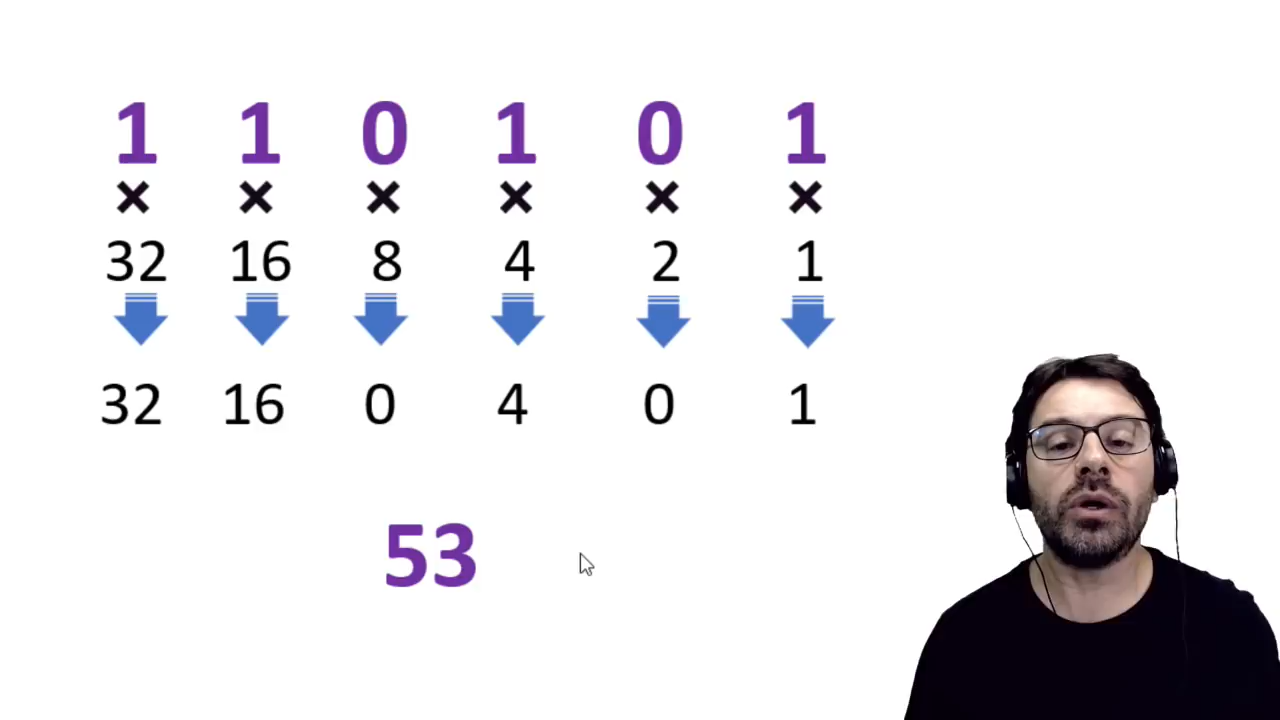 1 1 0 1 0 1
× × × × × ×
32 16 8 4 2 1
32 16 0 4 0 1
53